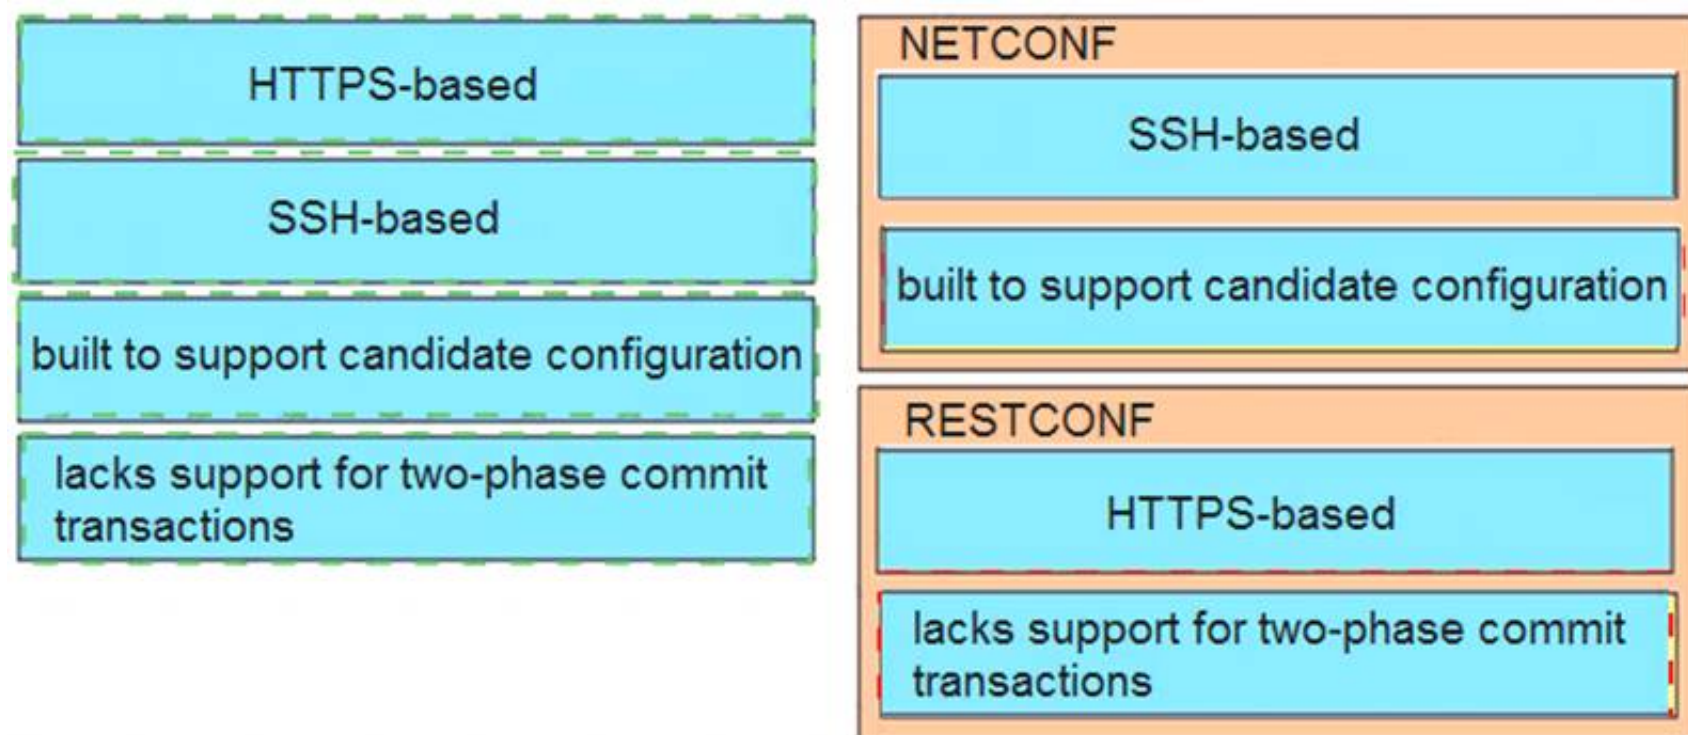 HTTPS-based
SSH-based
built to support candidate configuration
lacks support for two-phase commit
transactions
NETCONF
SSH-based
built to support candidate configuration
RESTCONF
HTTPS-based
lacks support for two-phase commit
transactions